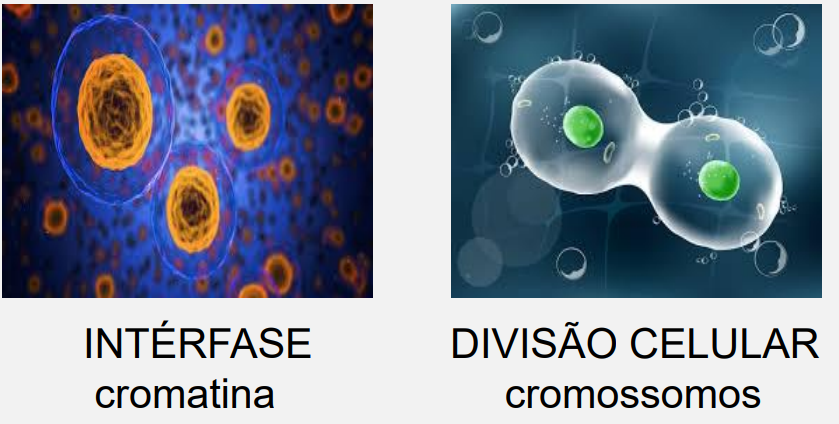 INTÉRFASE
cromatina
DIVISÃO CELULAR
cromossomos